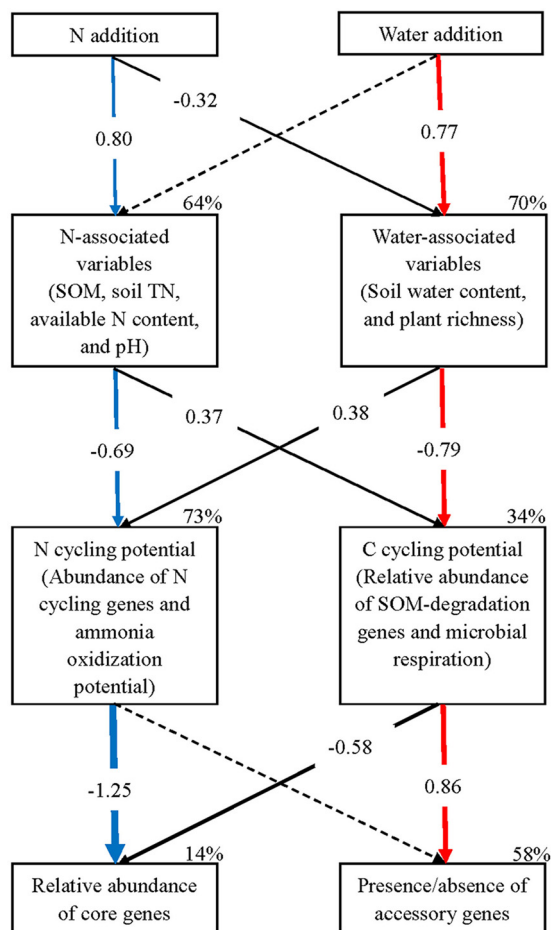 N addition
Water addition
-0.32
0.80
0.77
64%
70%
N-associated
variables
(SOM, soil TN,
available N content,
and pH)
Water-associated
variables
(Soil water content,
and plant richness)
0.37
0.38
-0.69
-0.79
73%
34%
N cycling potential
(Abundance of N
cycling genes and
ammonia
oxidization
potential)
C cycling potential
(Relative abundance
of SOM-degradation
genes and microbial
respiration)
-0.58
-1.25
0.86
14%
58%
Relative abundance
of core genes
Presence/absence of
accessory genes